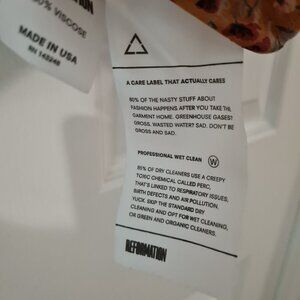 REFORMATION
100% VISCOSE
MADE IN USA
RN 148248
A CARE LABEL THAT ACTUALLY CARES
80% OF THE NASTY STUFF ABOUT
FASHION HAPPENS AFTER YOU TAKE THE
GARMENT HOME. GREENHOUSE GASES?
GROSS. WASTED WATER? SAD. DON'T BE
GROSS AND SAD.
PROFESSIONAL WET CLEAN W
85% OF DRY CLEANERS USE A CREEPY
TOXIC CHEMICAL CALLED PERC,
THAT'S LINKED TO RESPIRATORY ISSUES,
BIRTH DEFECTS AND AIR POLLUTION.
YUCK. SKIP THE STANDARD DRY
CLEANING AND OPT FOR WET CLEANING,
OR GREEN AND ORGANIC CLEANERS.
REFORMATION